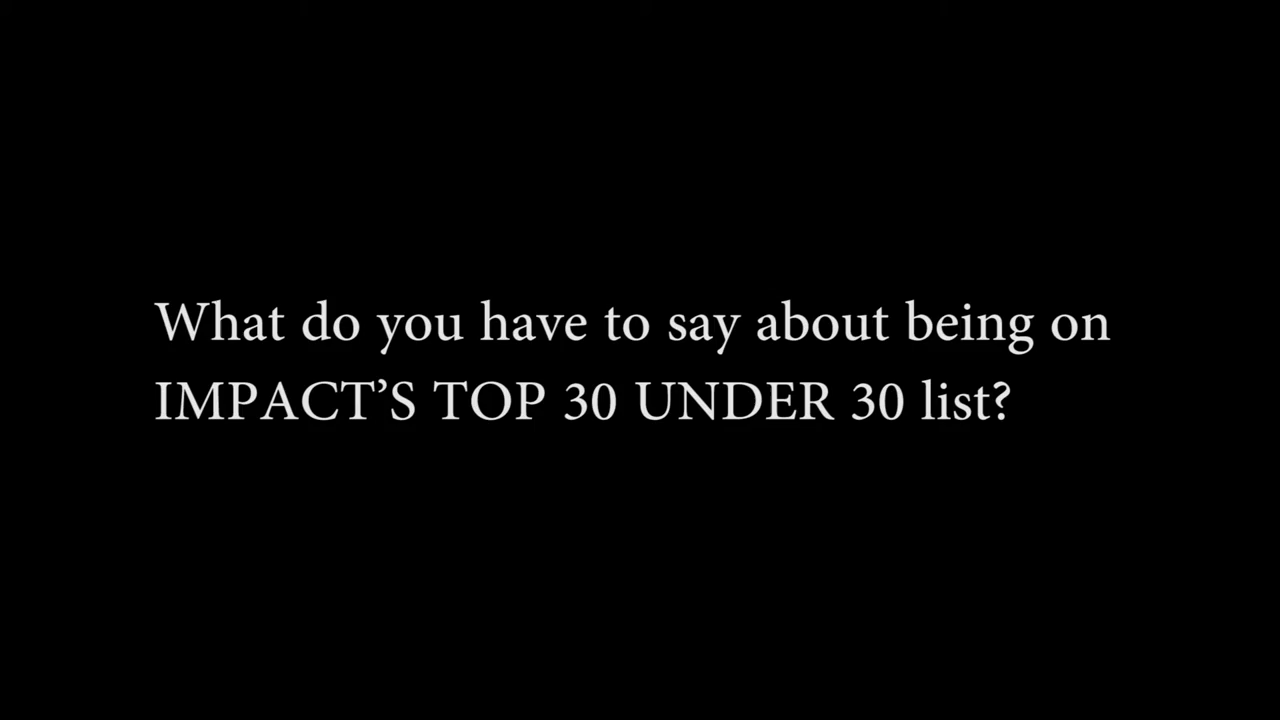 What do you have to say about being on
IMPACT’S TOP 30 UNDER 30 list?